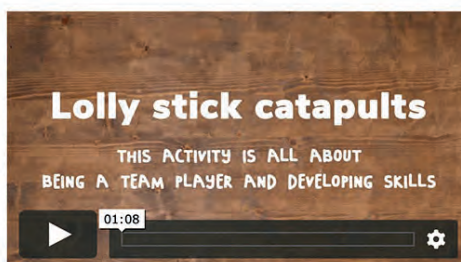 Lolly stick catapults
THIS ACTIVITY IS ALL ABOUT
BEING A TEAM PLAYER AND DEVELOPING SKILLS
01:08